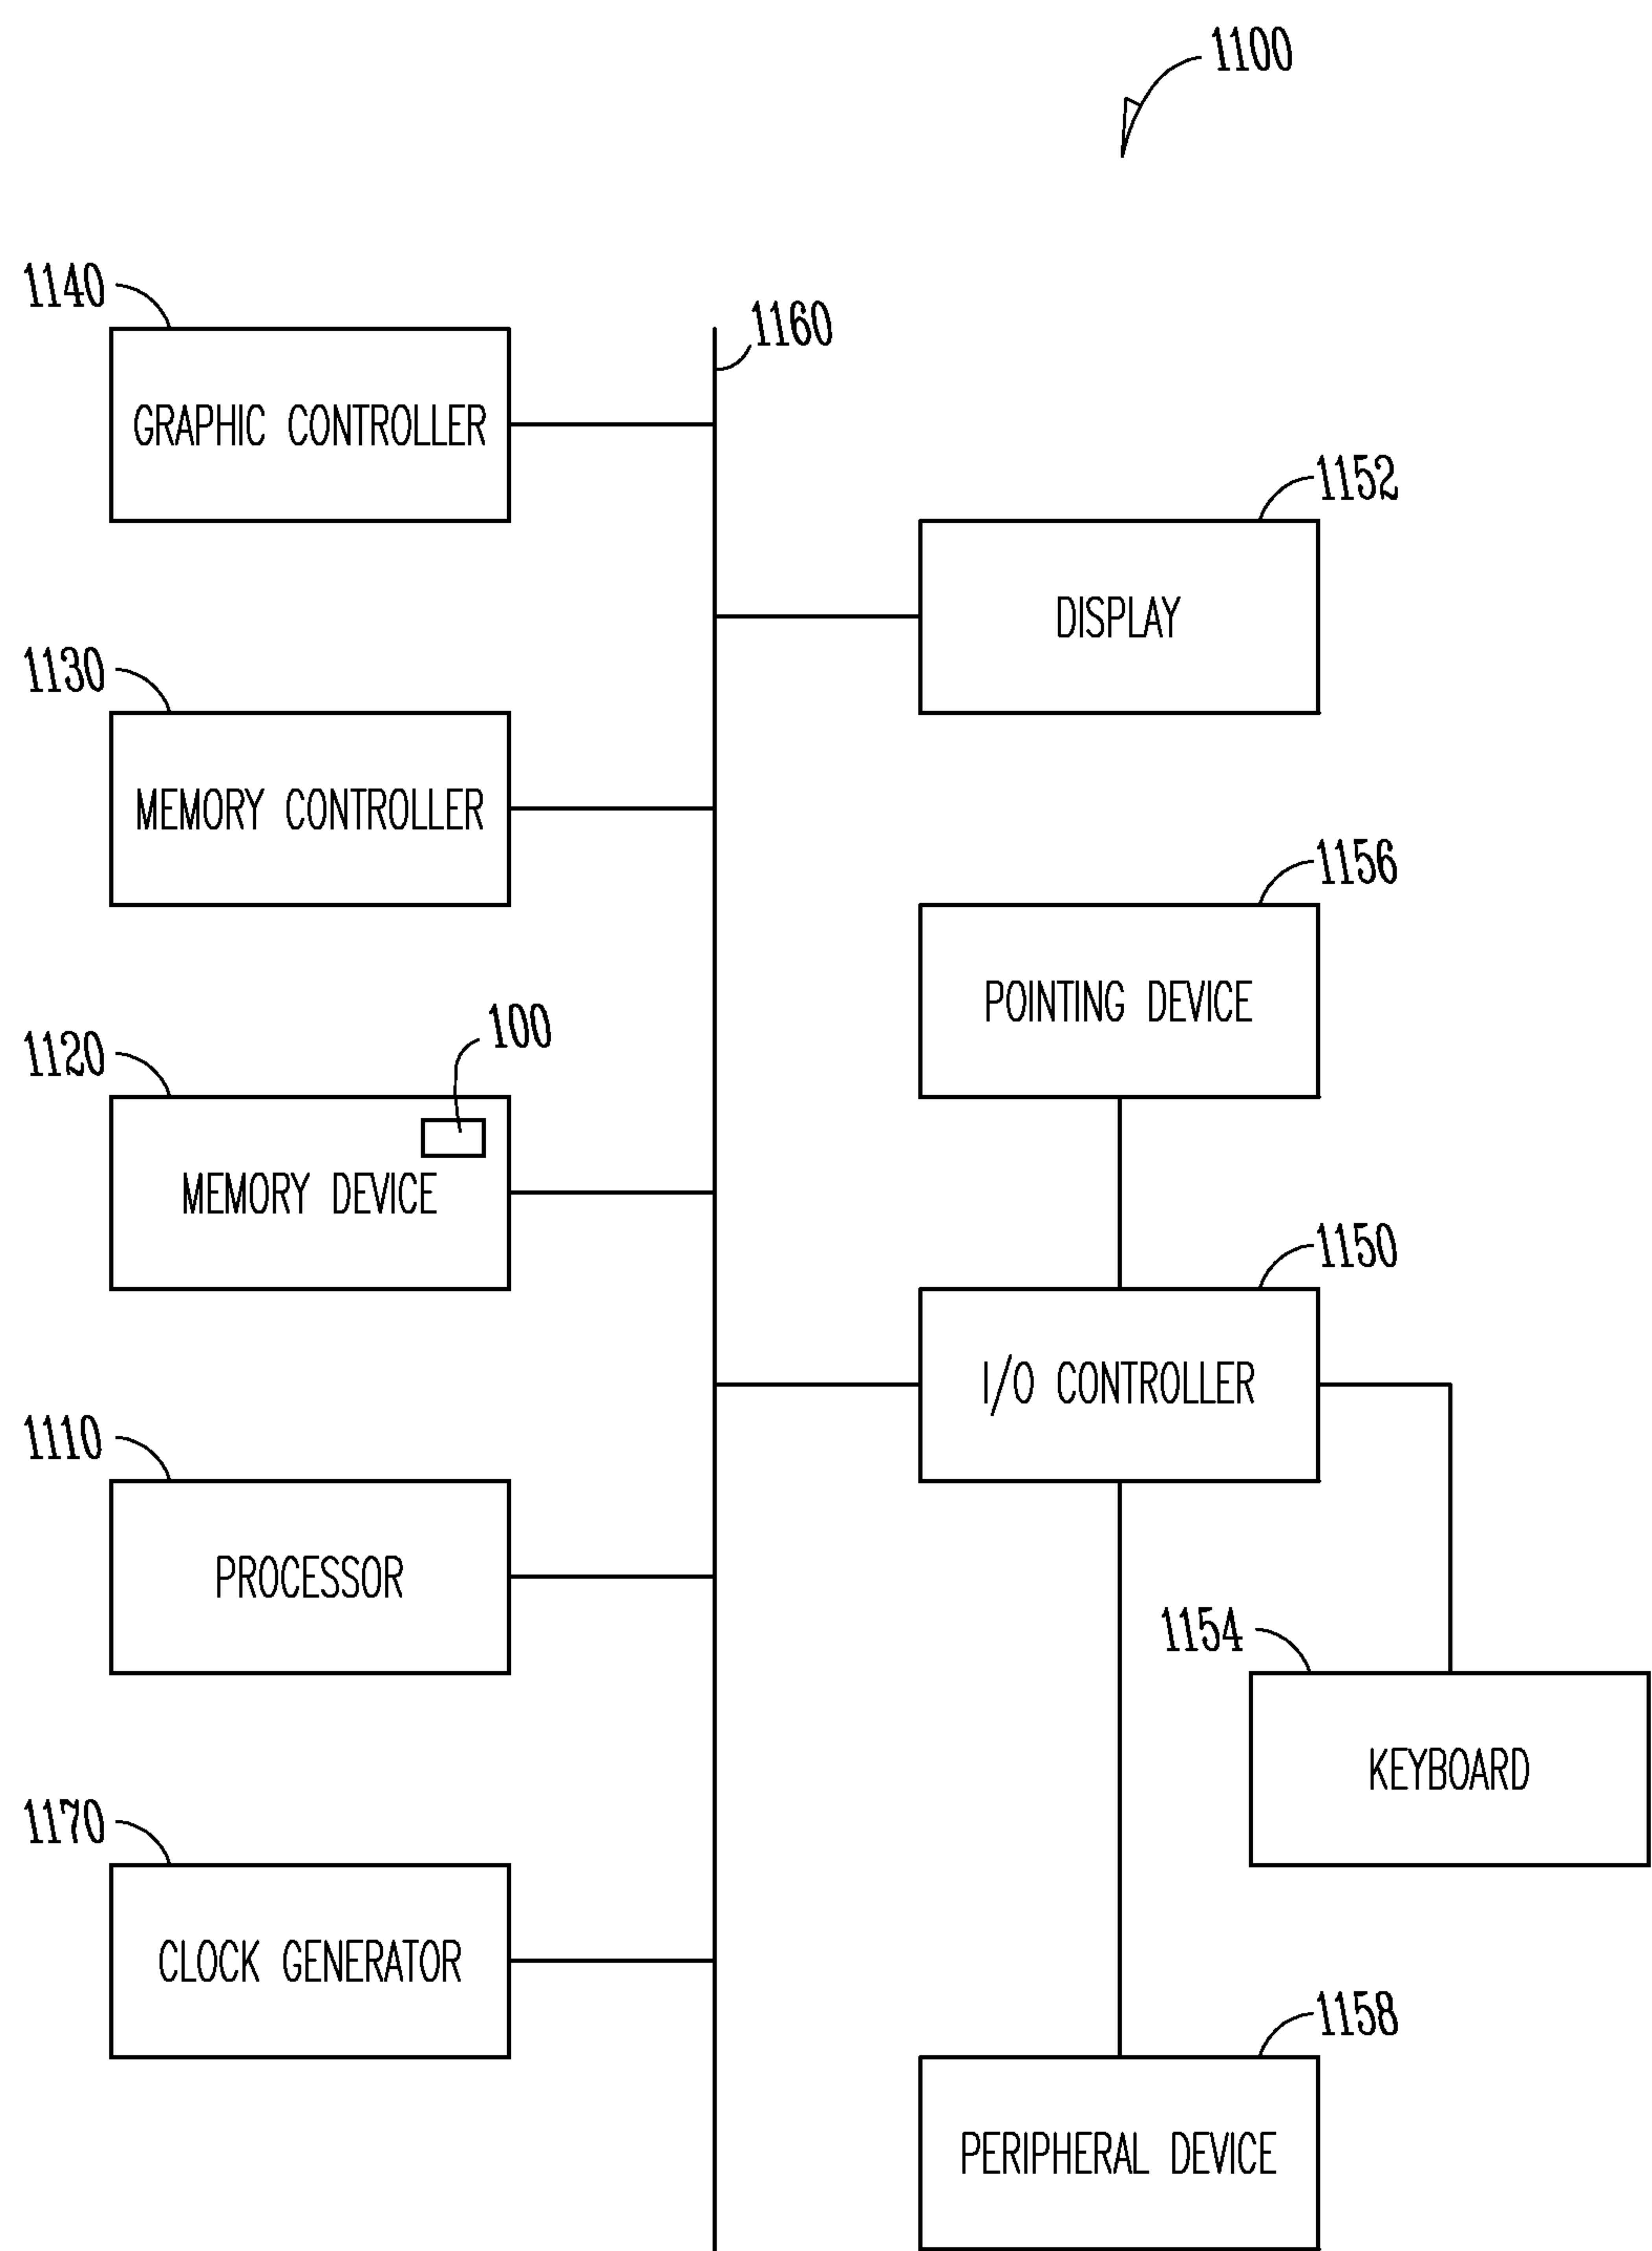 1100
1140
1160
GRAPHIC CONTROLLER
1152
DISPLAY
1130
MEMORY CONTROLLER
1156
POINTING DEVICE
100
1120
MEMORY DEVICE
1150
I/O CONTROLLER
1110
PROCESSOR
1154
KEYBOARD
1170
CLOCK GENERATOR
1158
PERIPHERAL DEVICE